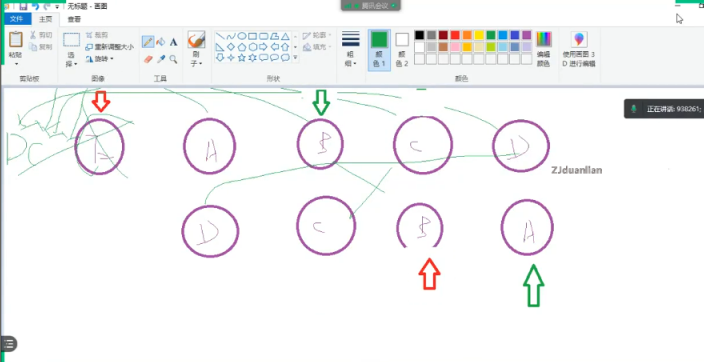 无标题 - 画图
腾讯会议
文件 主页 查看
粘贴 剪切 复制
剪贴板
选择 裁剪 重新调整大小 旋转
图像
工具
刷子
形状
轮廓 填充
粗细
颜色 1 颜色 2
颜色
编辑颜色
使用画图 3D 进行编辑
正在讲话: 938261;
A B C D
ZJduanlian
D C B A